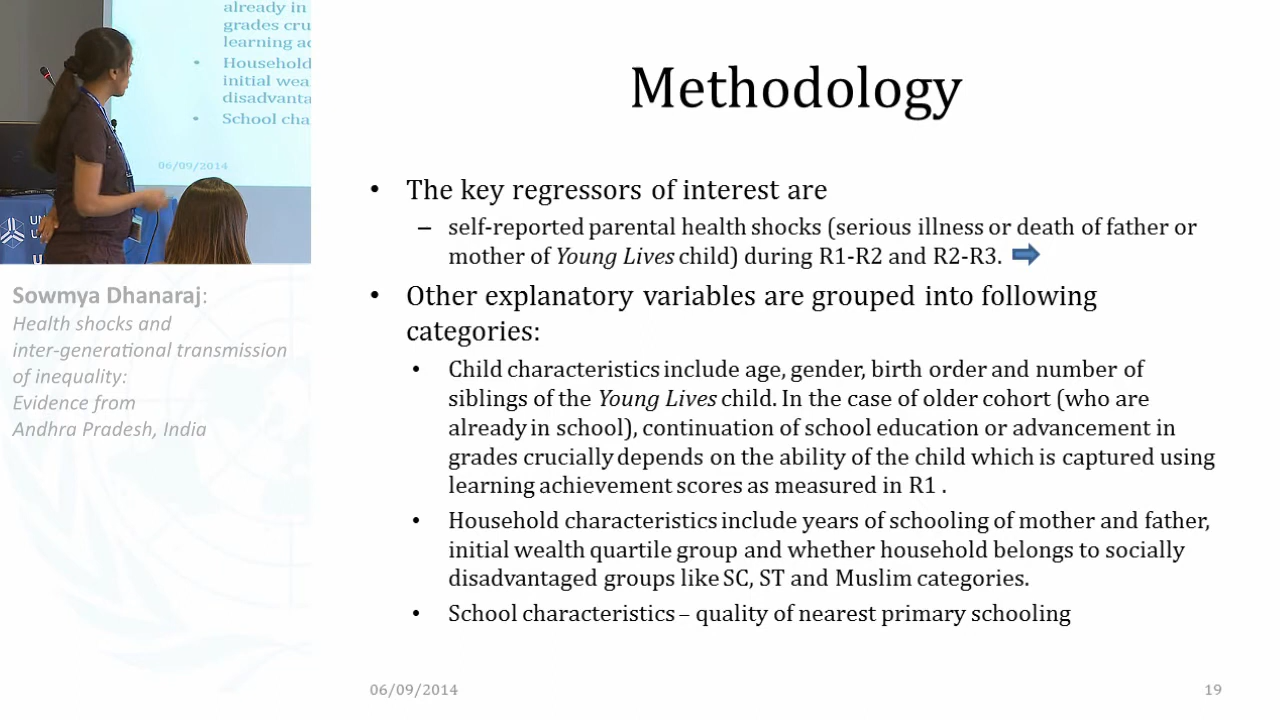 already in
grades cru
learning ac
• Household
initial wea
disadvanta
• School cha
06/09/2014
UN
U
Sowmya Dhanaraj:
Health shocks and
inter-generational transmission
of inequality:
Evidence from
Andhra Pradesh, India
Methodology
• The key regressors of interest are
– self-reported parental health shocks (serious illness or death of father or
mother of Young Lives child) during R1-R2 and R2-R3.
• Other explanatory variables are grouped into following
categories:
• Child characteristics include age, gender, birth order and number of
siblings of the Young Lives child. In the case of older cohort (who are
already in school), continuation of school education or advancement in
grades crucially depends on the ability of the child which is captured using
learning achievement scores as measured in R1 .
• Household characteristics include years of schooling of mother and father,
initial wealth quartile group and whether household belongs to socially
disadvantaged groups like SC, ST and Muslim categories.
• School characteristics – quality of nearest primary schooling
06/09/2014
19